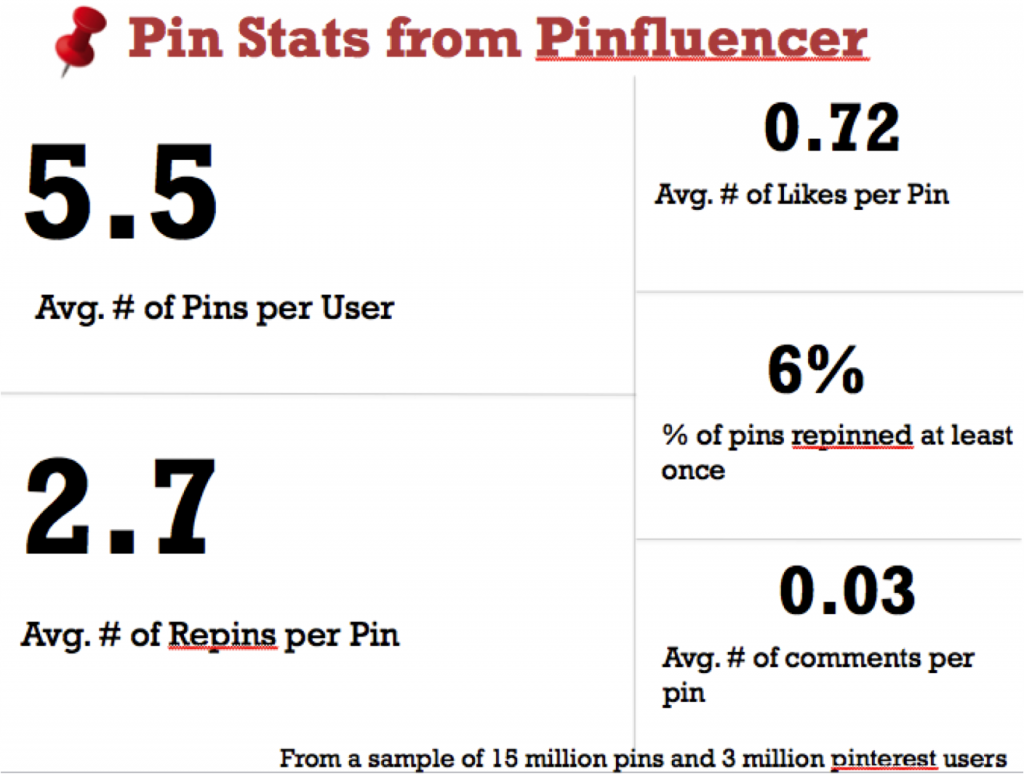 Pin Stats from Pinfluencer
5.5
Avg. # of Pins per User
2.7
Avg. # of Repins per Pin
0.72
Avg. # of Likes per Pin
6%
% of pins repinned at least
once
0.03
Avg. # of comments per
pin
From a sample of 15 million pins and 3 million pinterest users